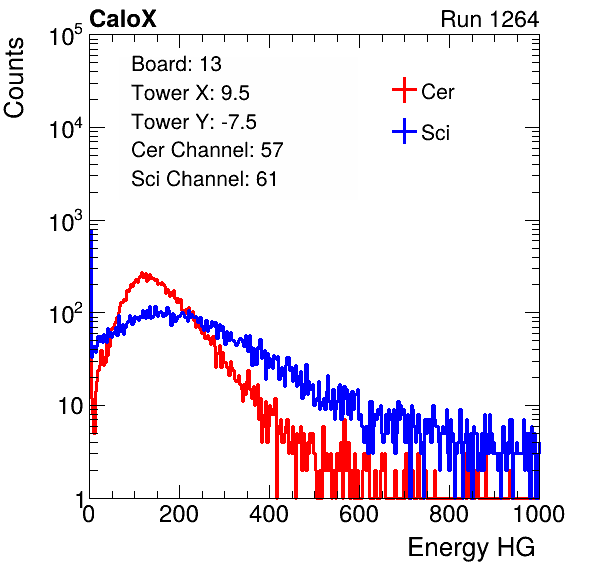 CaloX Run 1264
Counts
10^5
10^4
10^3
10^2
10
1
Board: 13
Tower X: 9.5
Tower Y: -7.5
Cer Channel: 57
Sci Channel: 61
Cer
Sci
0 200 400 600 800 1000
Energy HG